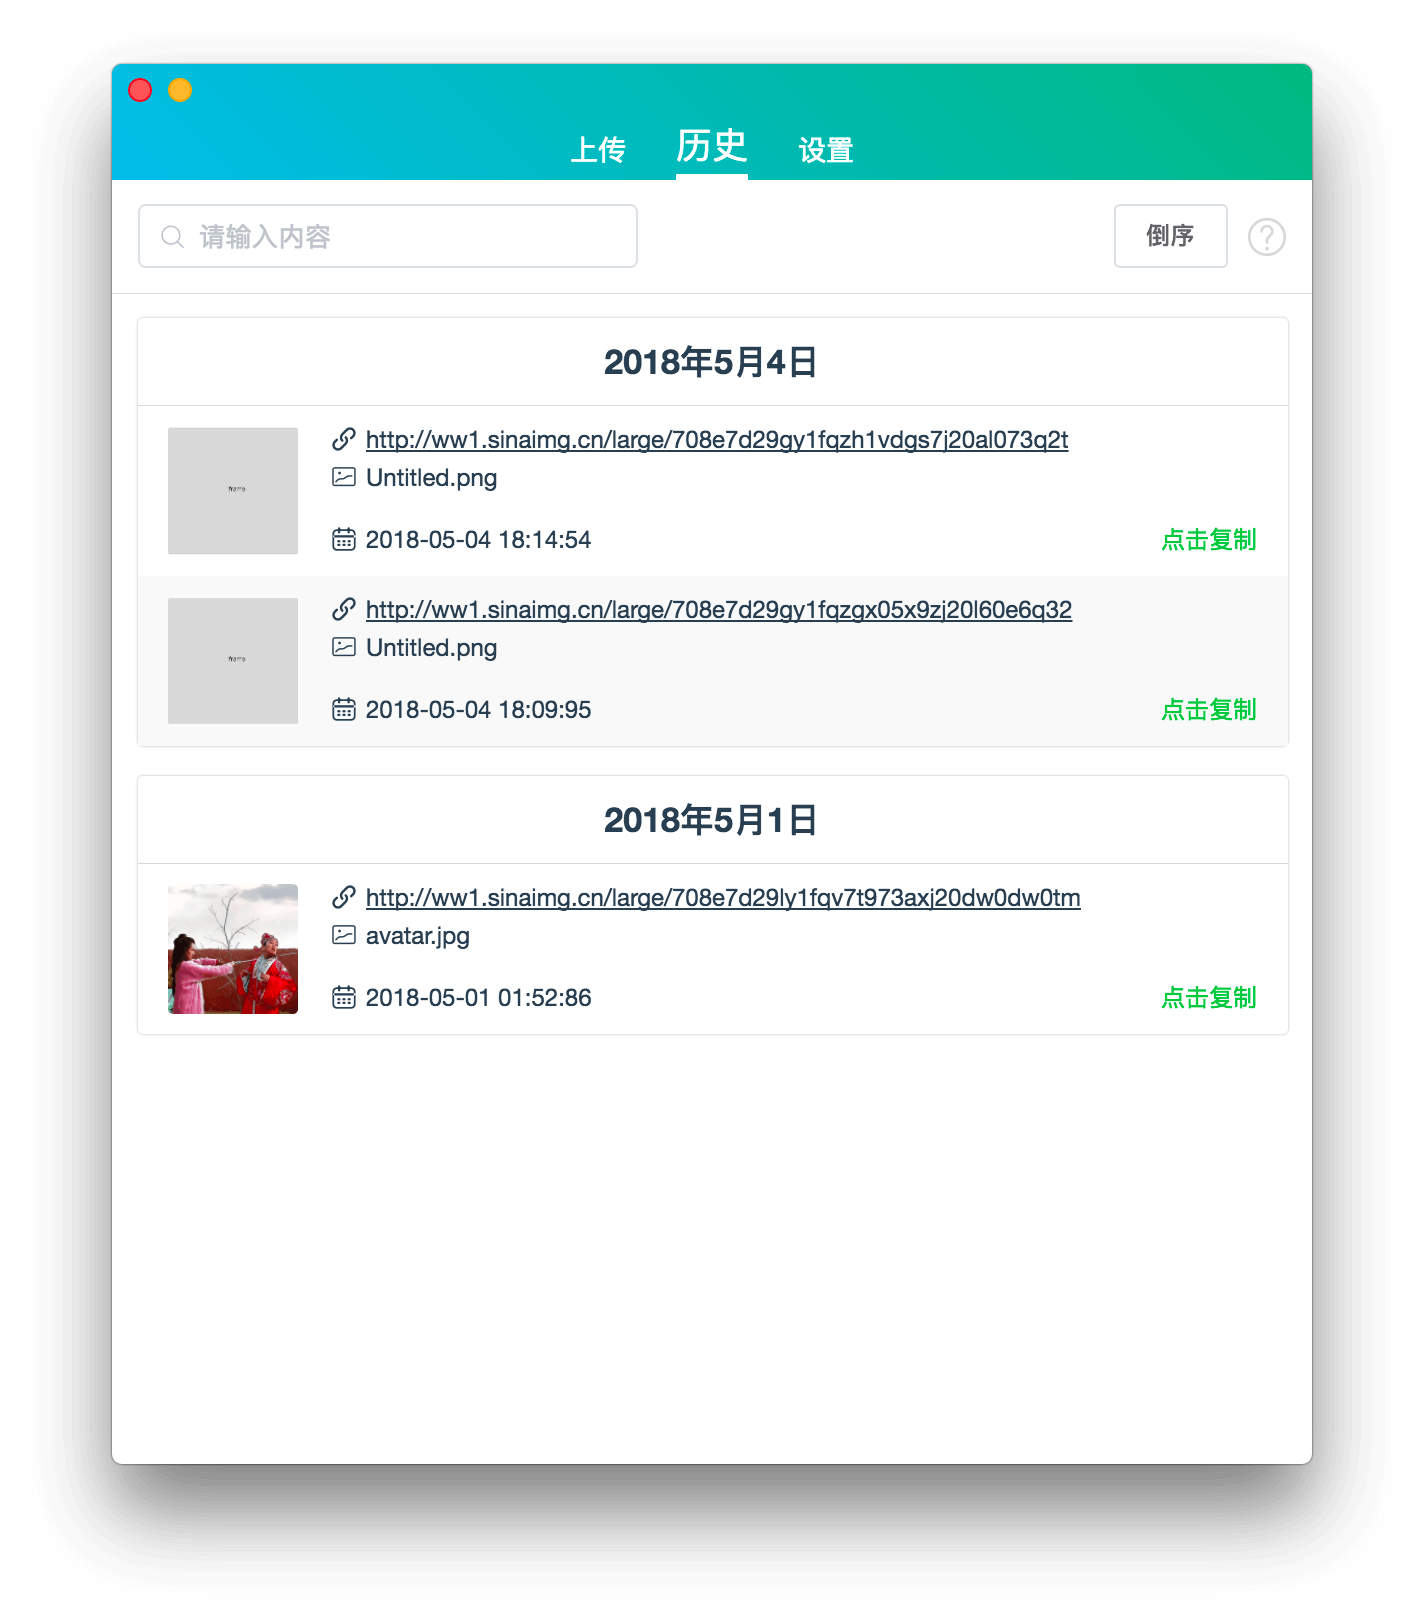 上传 历史 设置
请输入内容 倒序
2018年5月4日
http://ww1.sinaimg.cn/large/708e7d29gy1fqzh1vdgs7j20al073q2t
Untitled.png
2018-05-04 18:14:54 点击复制
http://ww1.sinaimg.cn/large/708e7d29gy1fqzgx05x9zj20l60e6q32
Untitled.png
2018-05-04 18:09:95 点击复制
2018年5月1日
http://ww1.sinaimg.cn/large/708e7d29ly1fqv7t973axj20dw0dw0tm
avatar.jpg
2018-05-01 01:52:86 点击复制